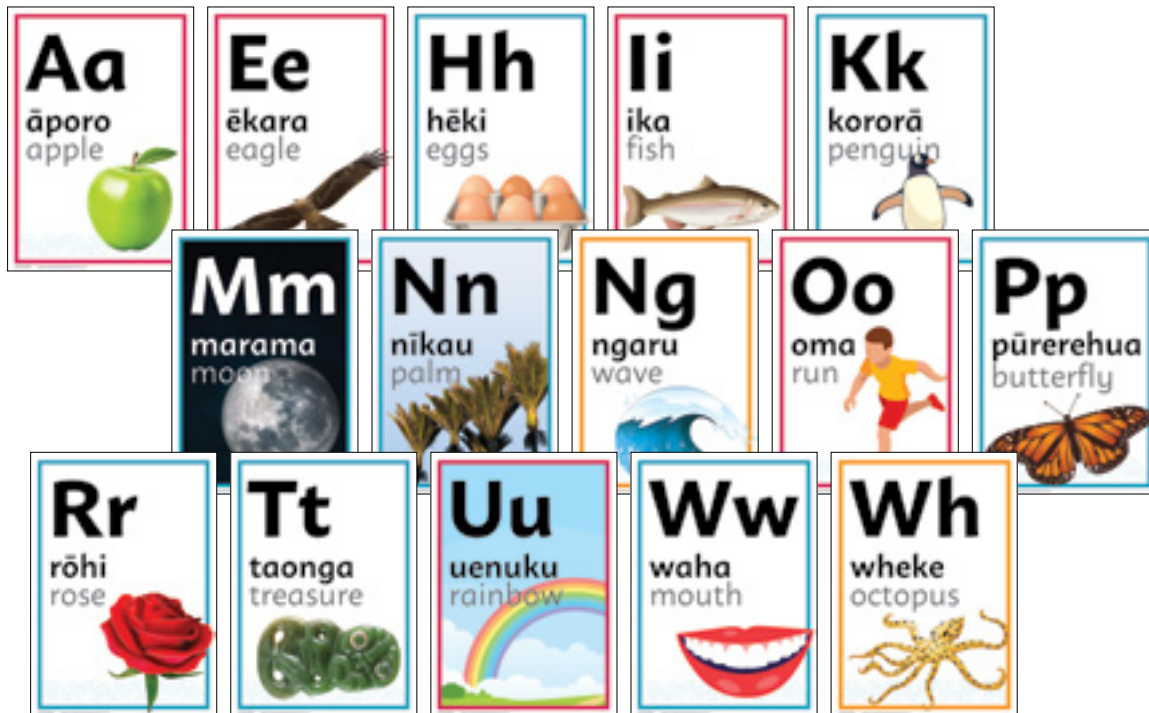 Aa
āporo
apple
Ee
ēkara
eagle
Hh
hēki
eggs
Ii
ika
fish
Kk
kororā
penguin
Mm
marama
moon
Nn
nīkau
palm
Ng
ngaru
wave
Oo
oma
run
Pp
pūrerehua
butterfly
Rr
rōhi
rose
Tt
taonga
treasure
Uu
uenuku
rainbow
Ww
waha
mouth
Wh
wheke
octopus